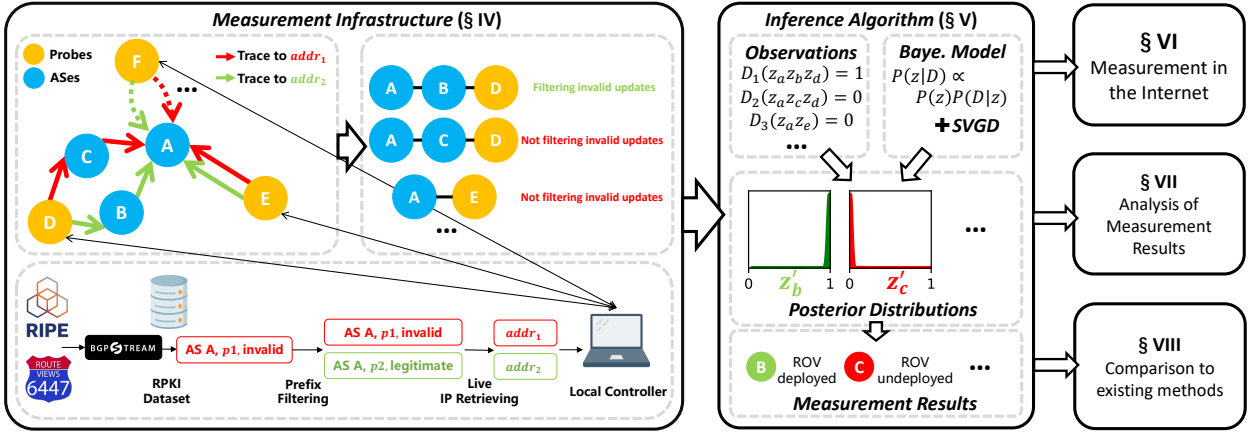 Measurement Infrastructure (§ IV)
Probes
ASes
Trace to addr₁
Trace to addr₂
F
...
A
C
B
D
E
A B D
Filtering invalid updates
A C D
Not filtering invalid updates
A E
Not filtering invalid updates
...
RIPE
ROUTE
VIEWS
6447
BGPSTREAM
RPKI
Dataset
AS A, p1, invalid
Prefix
Filtering
AS A, p1, invalid
AS A, p2, legitimate
Live
IP Retrieving
addr₁
addr₂
Local Controller
Inference Algorithm (§ V)
Observations
D₁(zₐz_bz_d) = 1
D₂(zₐz_cz_d) = 0
D₃(zₐzₑ) = 0
...
Baye. Model
P(z|D) ∝
P(z)P(D|z)
+SVGD
0 1
z′_b
0 1
z′_c
...
Posterior Distributions
B
ROV
deployed
C
ROV
undeployed
...
Measurement Results
§ VI
Measurement in
the Internet
§ VII
Analysis of
Measurement
Results
§ VIII
Comparison to
existing methods